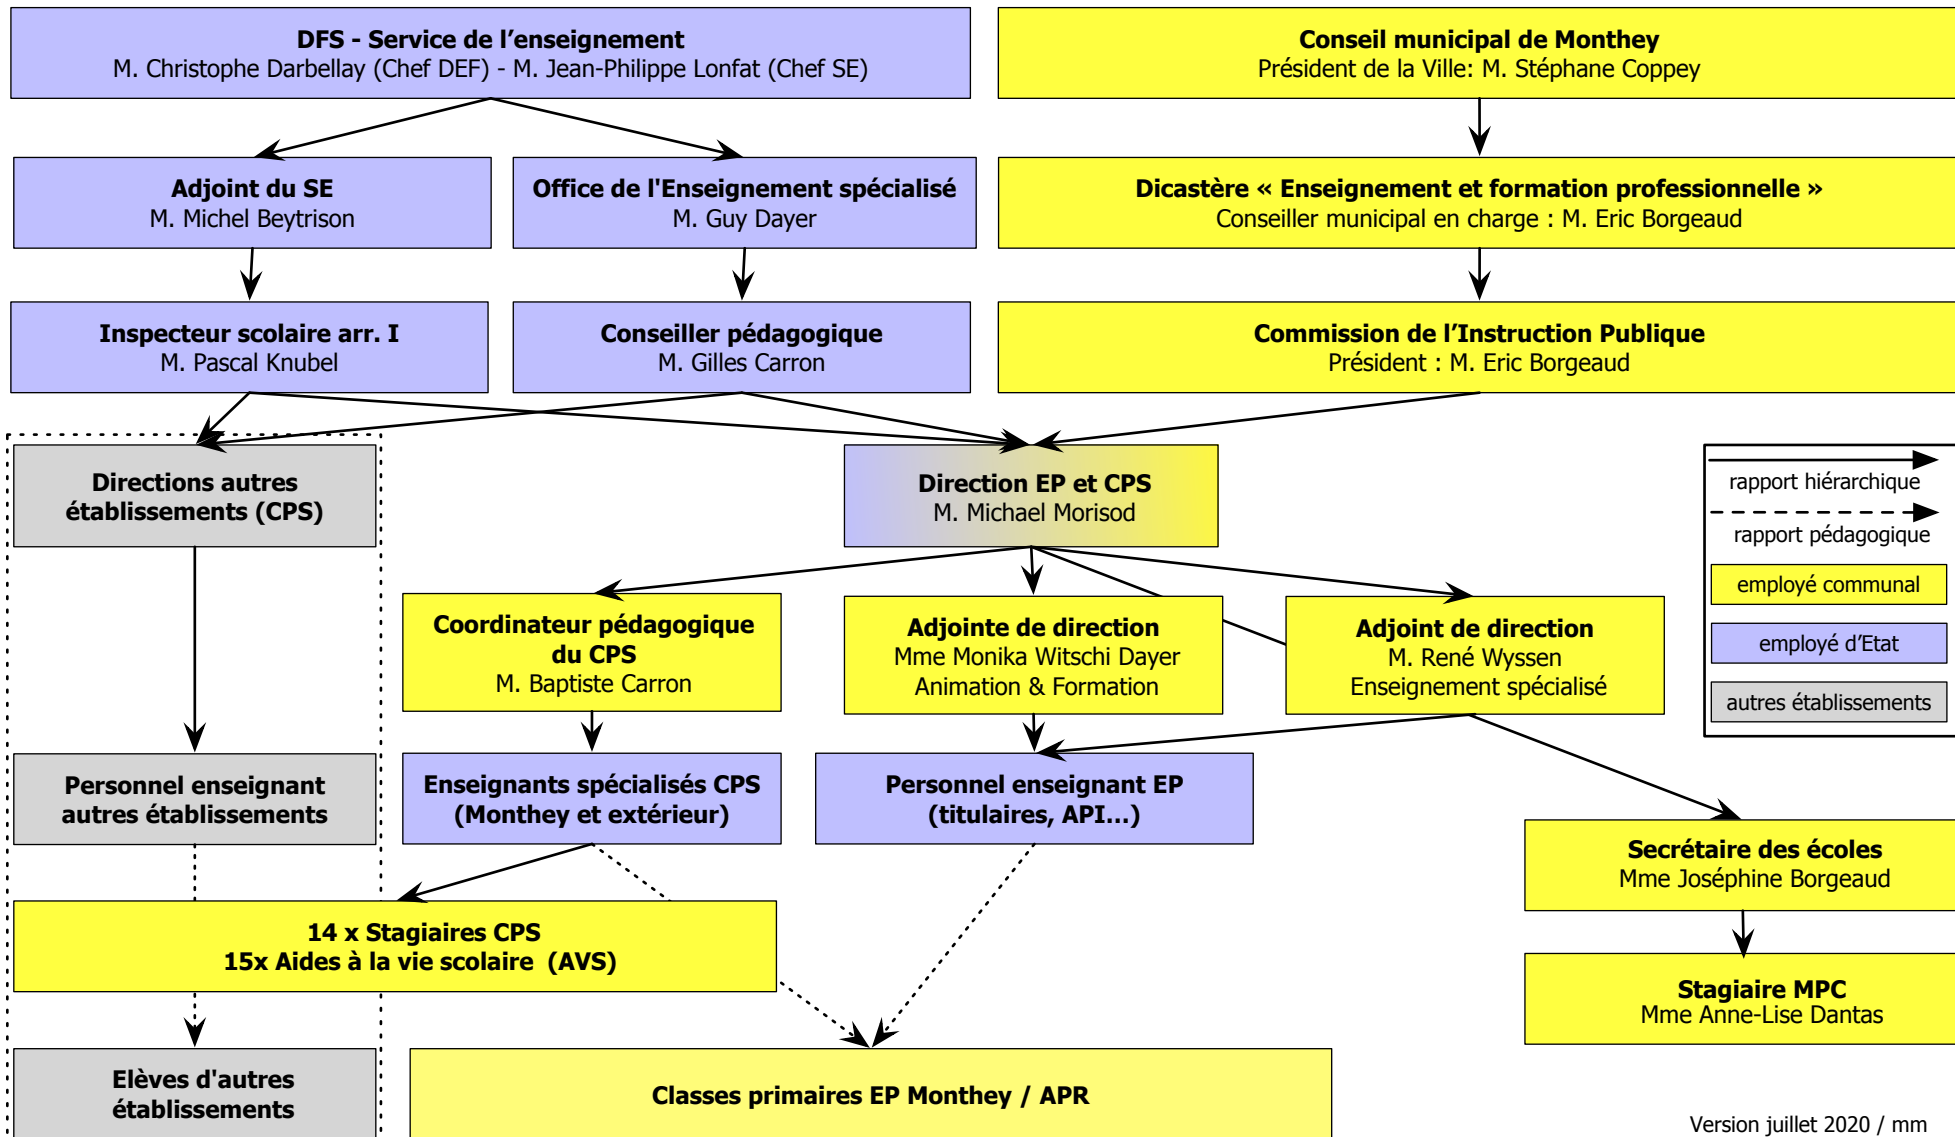 DFS - Service de l’enseignement
M. Christophe Darbellay (Chef DEF) - M. Jean-Philippe Lonfat (Chef SE)
Conseil municipal de Monthey
Président de la Ville: M. Stéphane Coppey
Adjoint du SE
M. Michel Beytrison
Office de l'Enseignement spécialisé
M. Guy Dayer
Dicastère « Enseignement et formation professionnelle »
Conseiller municipal en charge : M. Eric Borgeaud
Inspecteur scolaire arr. I
M. Pascal Knubel
Conseiller pédagogique
M. Gilles Carron
Commission de l’Instruction Publique
Président : M. Eric Borgeaud
Directions autres
établissements (CPS)
Direction EP et CPS
M. Michael Morisod
rapport hiérarchique
rapport pédagogique
employé communal
employé d’Etat
autres établissements
Coordinateur pédagogique
du CPS
M. Baptiste Carron
Adjointe de direction
Mme Monika Witschi Dayer
Animation & Formation
Adjoint de direction
M. René Wyssen
Enseignement spécialisé
Personnel enseignant
autres établissements
Enseignants spécialisés CPS
(Monthey et extérieur)
Personnel enseignant EP
(titulaires, API...)
Secrétaire des écoles
Mme Joséphine Borgeaud
14 x Stagiaires CPS
15x Aides à la vie scolaire (AVS)
Stagiaire MPC
Mme Anne-Lise Dantas
Elèves d'autres
établissements
Classes primaires EP Monthey / APR
Version juillet 2020 / mm